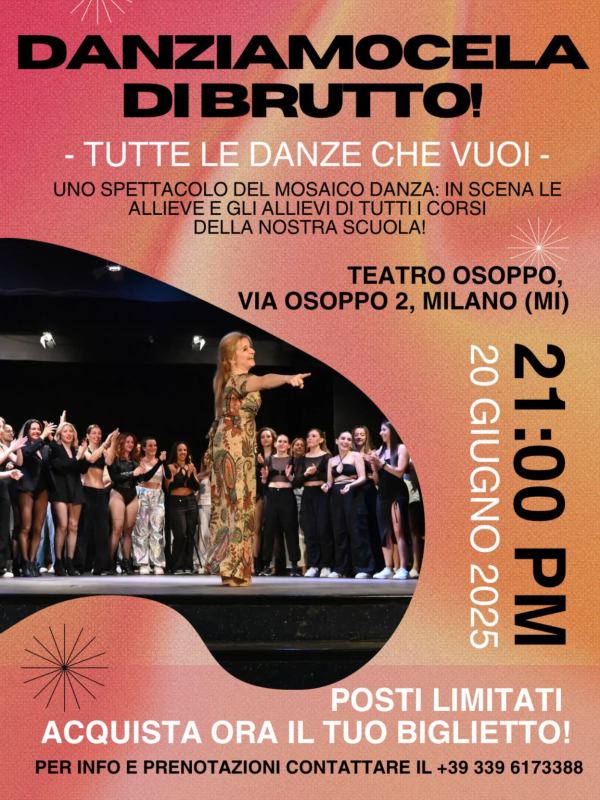 DANZIAMOCELA
DI BRUTTO!
- TUTTE LE DANZE CHE VUOI -
UNO SPETTACOLO DEL MOSAICO DANZA: IN SCENA LE
ALLIEVE E GLI ALLIEVI DI TUTTI I CORSI
DELLA NOSTRA SCUOLA!
TEATRO OSOPPO,
VIA OSOPPO 2, MILANO (MI)
21:00 PM
20 GIUGNO 2025
POSTI LIMITATI
ACQUISTA ORA IL TUO BIGLIETTO!
PER INFO E PRENOTAZIONI CONTATTARE IL +39 339 6173388